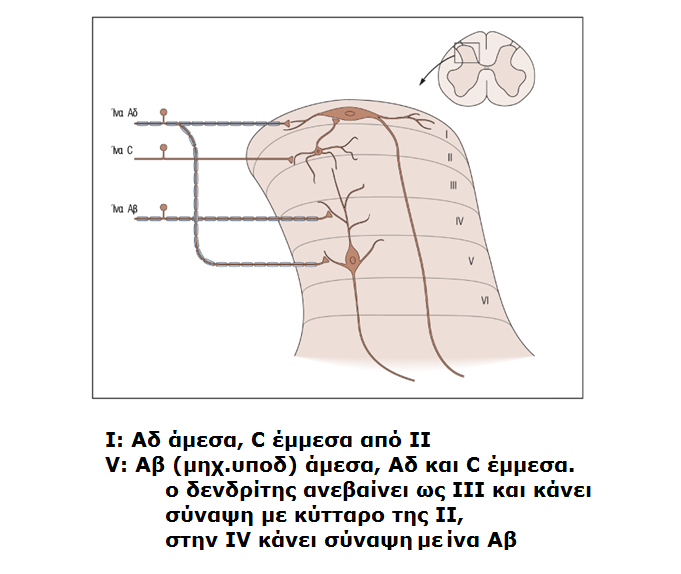 Ίνα Αδ
Ίνα C
Ίνα Αβ
I
II
III
IV
V
VI
I: Αδ άμεσα, C έμμεσα από II
V: Αβ (μηχ.υποδ) άμεσα, Αδ και C έμμεσα.
ο δενδρίτης ανεβαίνει ως III και κάνει
σύναψη με κύτταρο της II,
στην IV κάνει σύναψη με ίνα Αβ